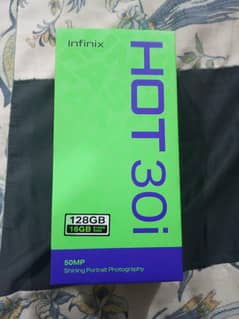 Infinix
HOT 30i
128GB
16GB
50MP
Shining Portrait Photography